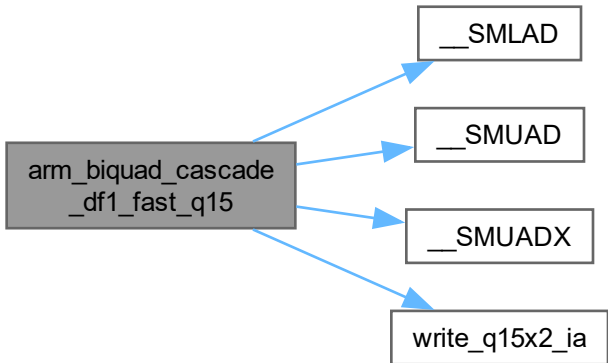 __SMLAD
__SMUAD
arm_biquad_cascade
_df1_fast_q15
__SMUADX
write_q15x2_ia